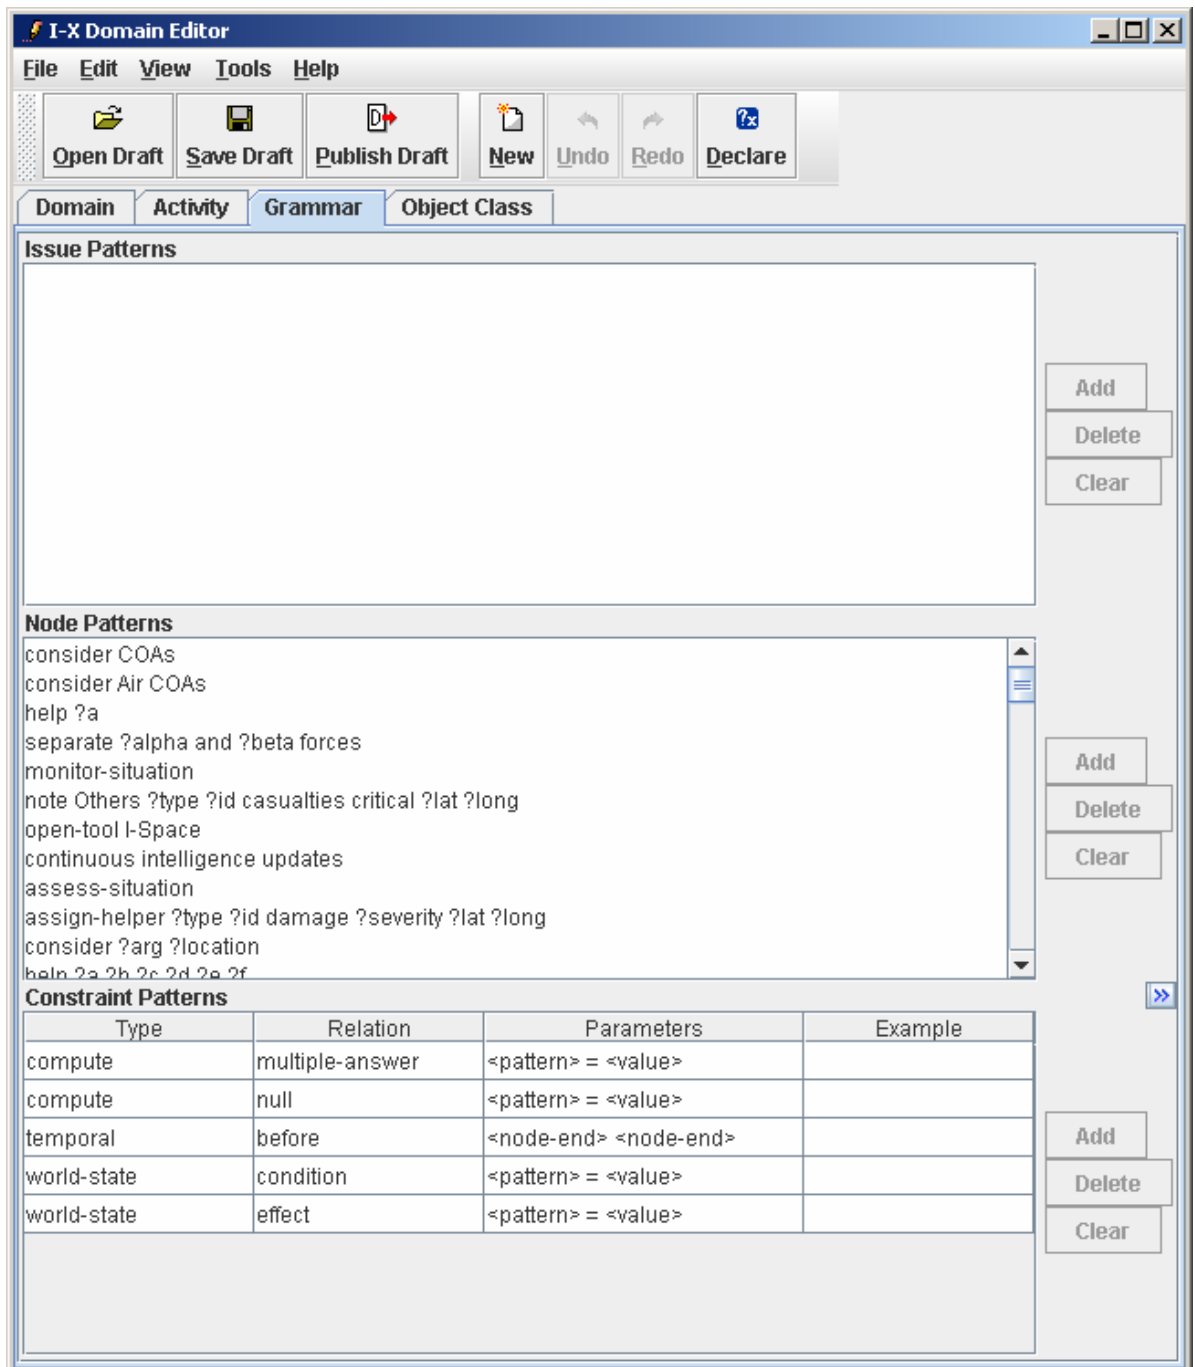 I-X Domain Editor
File Edit View Tools Help
Open Draft Save Draft Publish Draft New Undo Redo Declare
Domain Activity Grammar Object Class
Issue Patterns
Add
Delete
Clear
Node Patterns
consider COAs
consider Air COAs
help ?a
separate ?alpha and ?beta forces
monitor-situation
note Others ?type ?id casualties critical ?lat ?long
open-tool I-Space
continuous intelligence updates
assess-situation
assign-helper ?type ?id damage ?severity ?lat ?long
consider ?arg ?location
help ?a ?b ?c ?d ?e ?f
Add
Delete
Clear
Constraint Patterns
Type Relation Parameters Example
compute multiple-answer <pattern> = <value>
compute null <pattern> = <value>
temporal before <node-end> <node-end>
world-state condition <pattern> = <value>
world-state effect <pattern> = <value>
Add
Delete
Clear